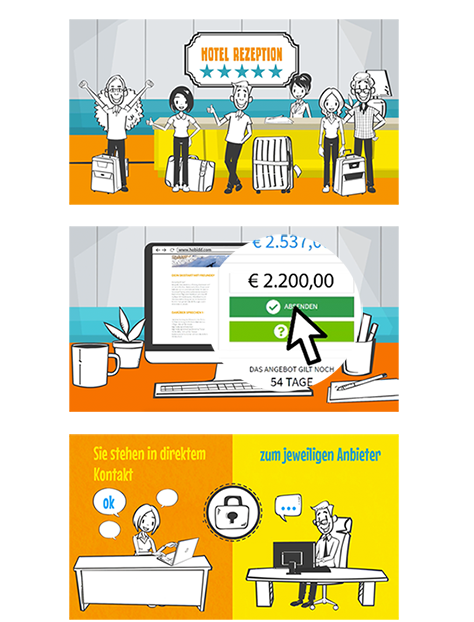 HOTEL REZEPTION
€ 2.537,0
€ 2.200,00
ABSENDEN
?
DAS ANGEBOT GILT NOCH
54 TAGE
Sie stehen in direktem
Kontakt
zum jeweiligen Anbieter
ok
...